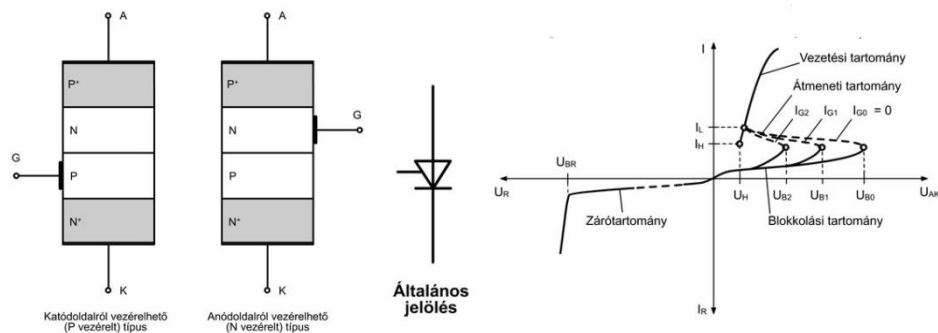 A
P⁺
N
G
P
N⁺
K
Katódoldalról vezérelhető
(P vezérelt) típus
A
P⁺
N
G
P
N⁺
K
Anódoldalról vezérelhető
(N vezérelt) típus
Általános
jelölés
I
Vezetési tartomány
Átmeneti tartomány
I_G2 I_G1 I_G0 = 0
I_L
I_H
U_BR
U_R
U_H U_B2 U_B1 U_B0 U_AK
Zárótartomány
Blokkolási tartomány
I_R